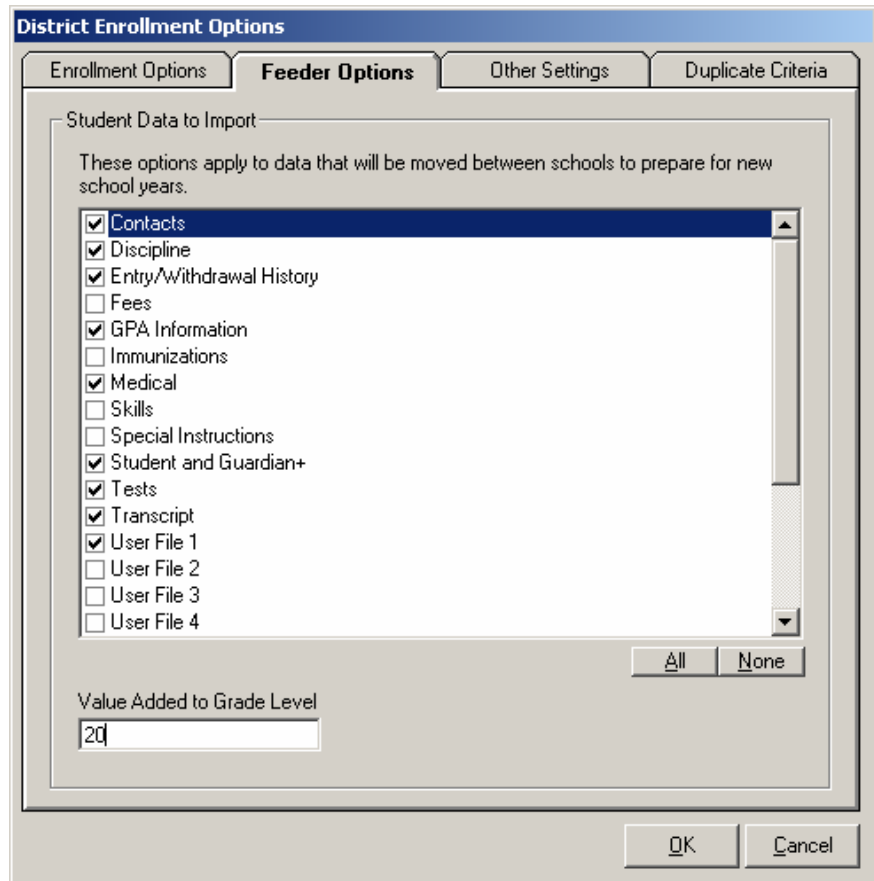 District Enrollment Options
Enrollment Options
Feeder Options
Other Settings
Duplicate Criteria
Student Data to Import
These options apply to data that will be moved between schools to prepare for new
school years.
Contacts
Discipline
Entry/Withdrawal History
Fees
GPA Information
Immunizations
Medical
Skills
Special Instructions
Student and Guardian+
Tests
Transcript
User File 1
User File 2
User File 3
User File 4
All
None
Value Added to Grade Level
20
OK
Cancel